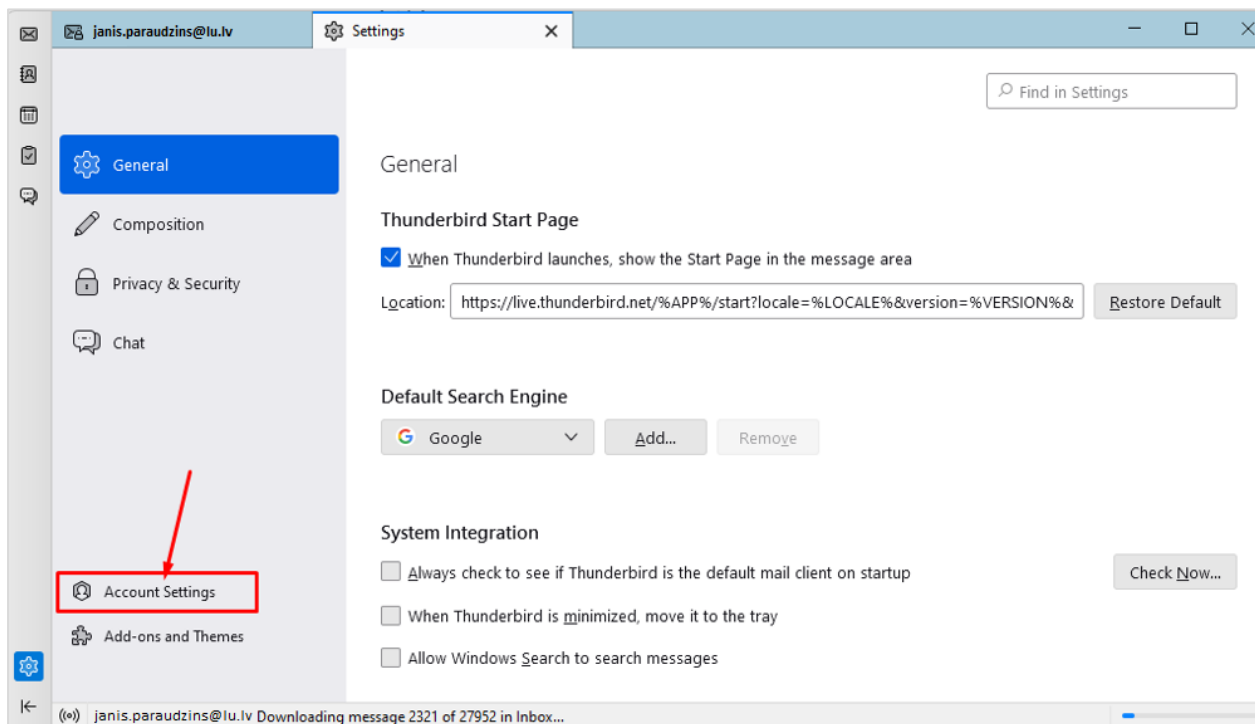 janis.paraudzins@lu.lv
Settings
Find in Settings
General
Composition
Privacy & Security
Chat
Account Settings
Add-ons and Themes
General
Thunderbird Start Page
When Thunderbird launches, show the Start Page in the message area
Location: https://live.thunderbird.net/%APP%/start?locale=%LOCALE%&version=%VERSION%& Restore Default
Default Search Engine
Google Add... Remove
System Integration
Always check to see if Thunderbird is the default mail client on startup Check Now...
When Thunderbird is minimized, move it to the tray
Allow Windows Search to search messages
janis.paraudzins@lu.lv Downloading message 2321 of 27952 in Inbox...